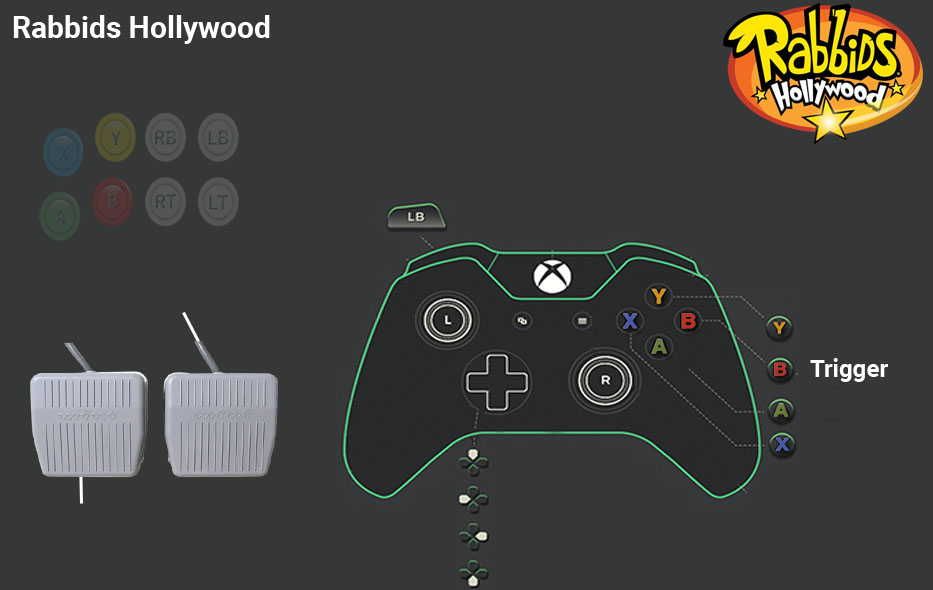 Rabbids Hollywood
Rabbids
Hollywood
X Y RB LB
A B RT LT
LB
Y
L X B
A
R
Y
B Trigger
A
X